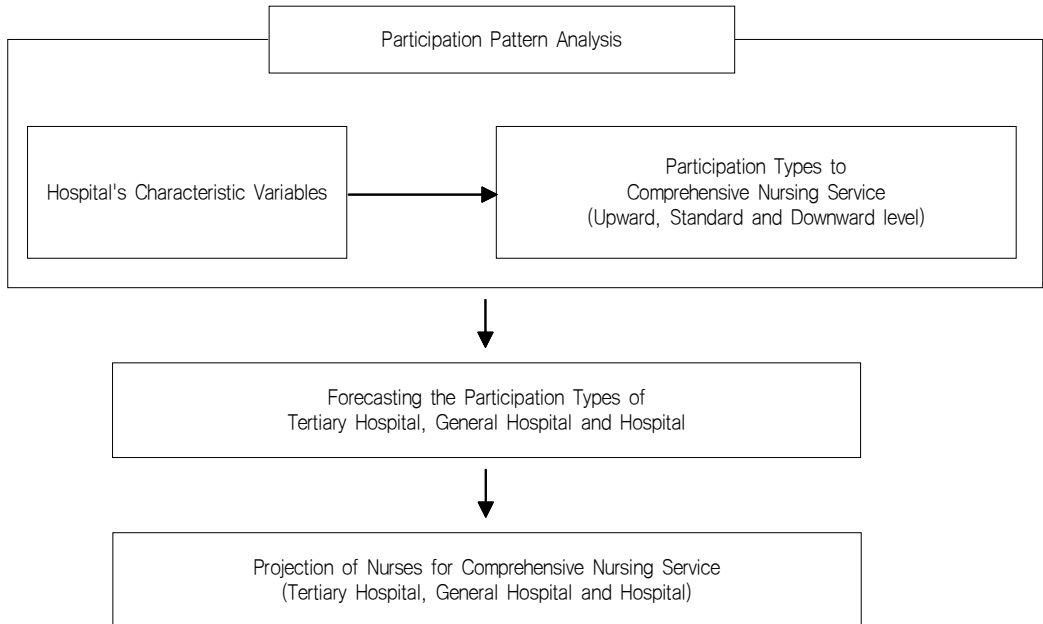 Participation Pattern Analysis
Hospital's Characteristic Variables
Participation Types to
Comprehensive Nursing Service
(Upward, Standard and Downward level)
Forecasting the Participation Types of
Tertiary Hospital, General Hospital and Hospital
Projection of Nurses for Comprehensive Nursing Service
(Tertiary Hospital, General Hospital and Hospital)